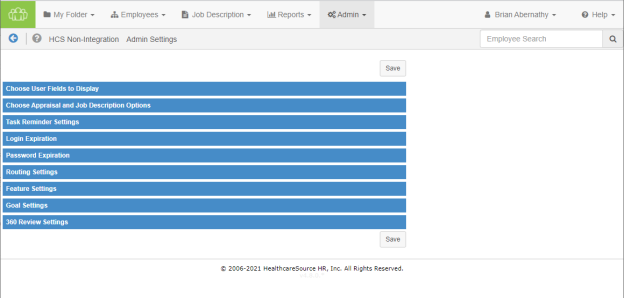 My Folder Employees Job Description Reports Admin Brian Abernathy Help
HCS Non-Integration Admin Settings Employee Search
Save
Choose User Fields to Display
Choose Appraisal and Job Description Options
Task Reminder Settings
Login Expiration
Password Expiration
Routing Settings
Feature Settings
Goal Settings
360 Review Settings
Save
© 2006-2021 HealthcareSource HR, Inc. All Rights Reserved.